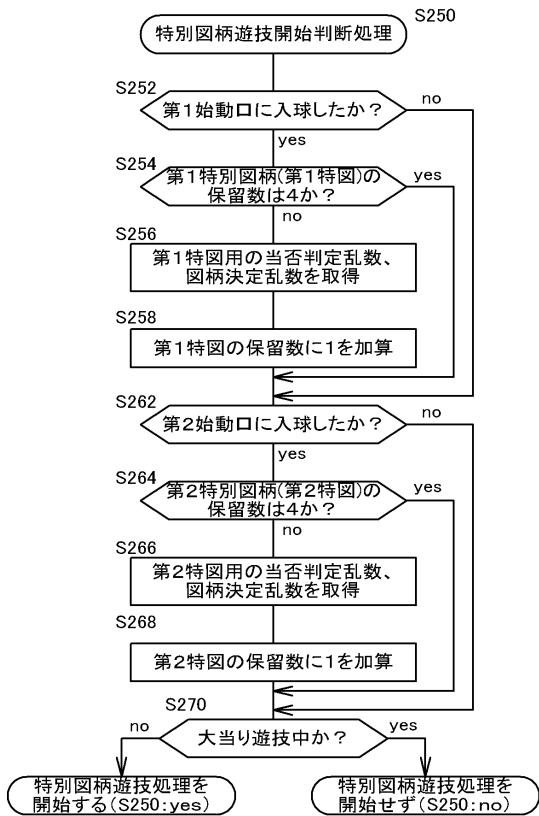 特別図柄遊技開始判断処理
S250
S252
第1始動口に入球したか？
no
yes
S254
第1特別図柄(第1特図)の
保留数は4か？
yes
no
S256
第1特図用の当否判定乱数、
図柄決定乱数を取得
S258
第1特図の保留数に1を加算
S262
第2始動口に入球したか？
no
yes
S264
第2特別図柄(第2特図)の
保留数は4か？
yes
no
S266
第2特図用の当否判定乱数、
図柄決定乱数を取得
S268
第2特図の保留数に1を加算
S270
大当り遊技中か？
no
yes
特別図柄遊技処理を
開始する(S250:yes)
特別図柄遊技処理を
開始せず(S250:no)